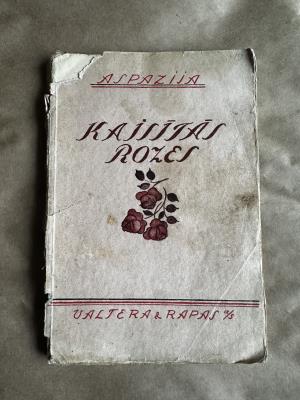 ASPAZIJA
KAISĪTĀS
ROZES
VALTERA & RAPAS A/S